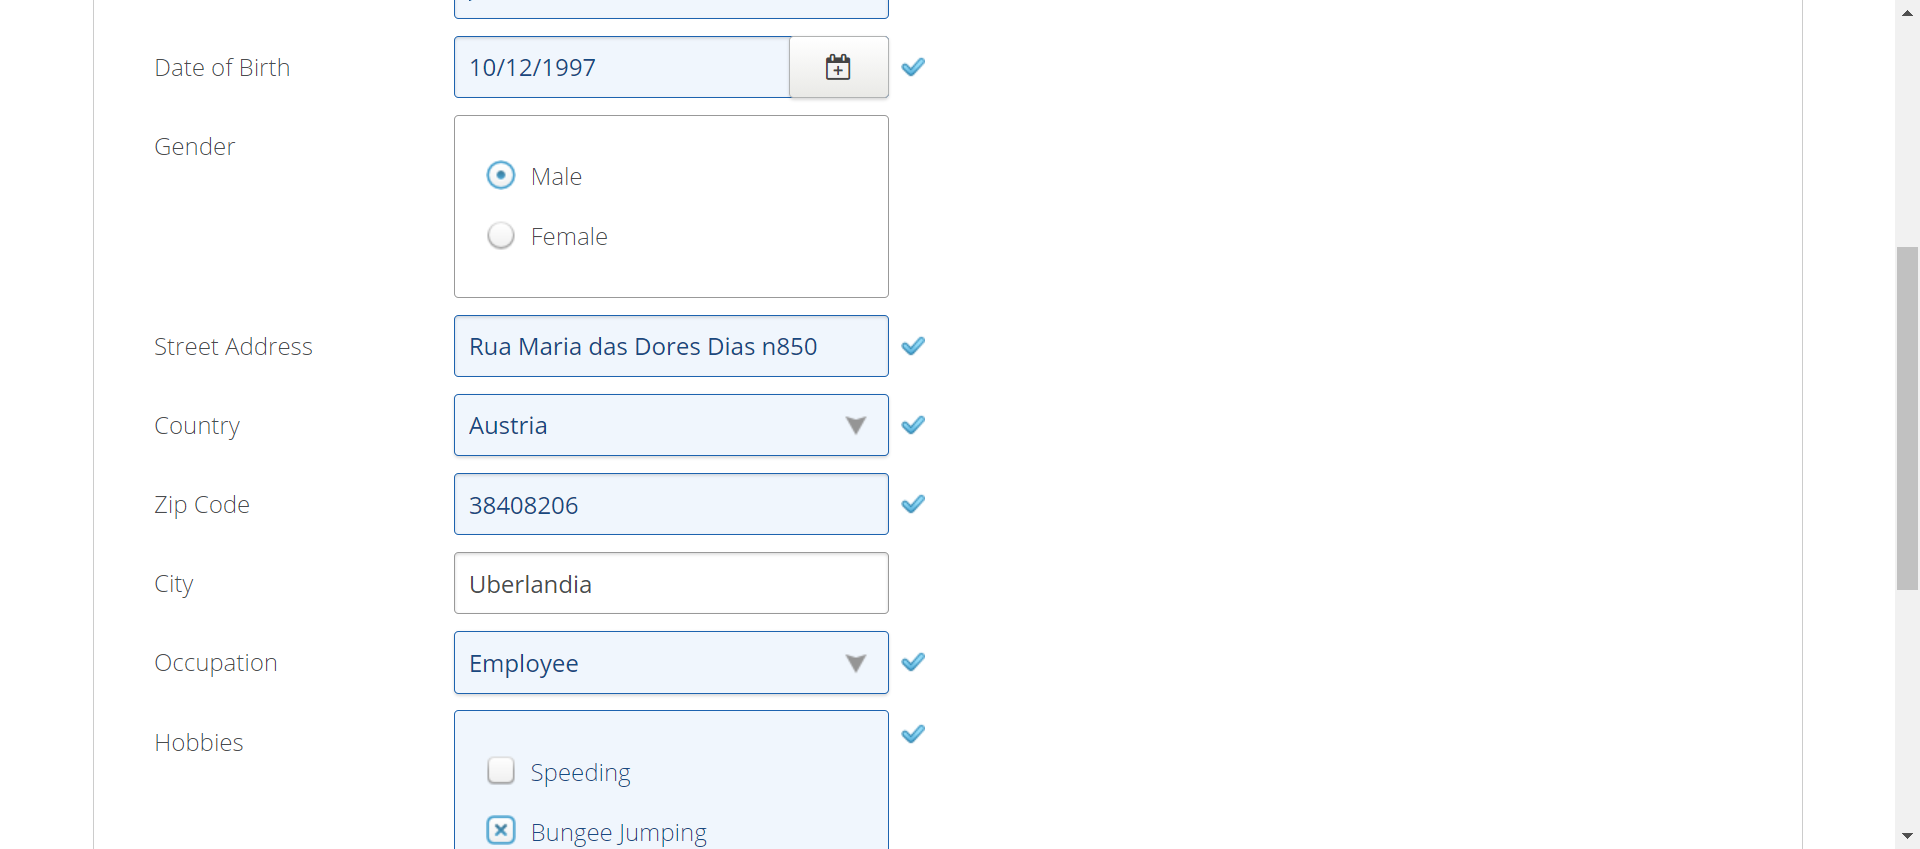 Date of Birth
10/12/1997
Gender
Male
Female
Street Address
Rua Maria das Dores Dias n850
Country
Austria
Zip Code
38408206
City
Uberlandia
Occupation
Employee
Hobbies
Speeding
Bungee Jumping